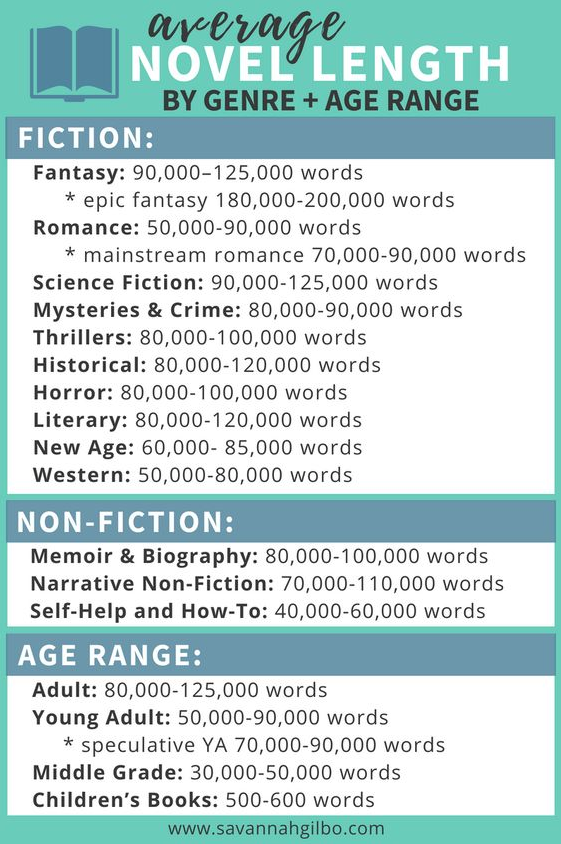 average
NOVEL LENGTH
BY GENRE + AGE RANGE
FICTION:
Fantasy: 90,000–125,000 words
* epic fantasy 180,000-200,000 words
Romance: 50,000-90,000 words
* mainstream romance 70,000-90,000 words
Science Fiction: 90,000-125,000 words
Mysteries & Crime: 80,000-90,000 words
Thrillers: 80,000-100,000 words
Historical: 80,000-120,000 words
Horror: 80,000-100,000 words
Literary: 80,000-120,000 words
New Age: 60,000- 85,000 words
Western: 50,000-80,000 words
NON-FICTION:
Memoir & Biography: 80,000-100,000 words
Narrative Non-Fiction: 70,000-110,000 words
Self-Help and How-To: 40,000-60,000 words
AGE RANGE:
Adult: 80,000-125,000 words
Young Adult: 50,000-90,000 words
* speculative YA 70,000-90,000 words
Middle Grade: 30,000-50,000 words
Children’s Books: 500-600 words
www.savannahgilbo.com